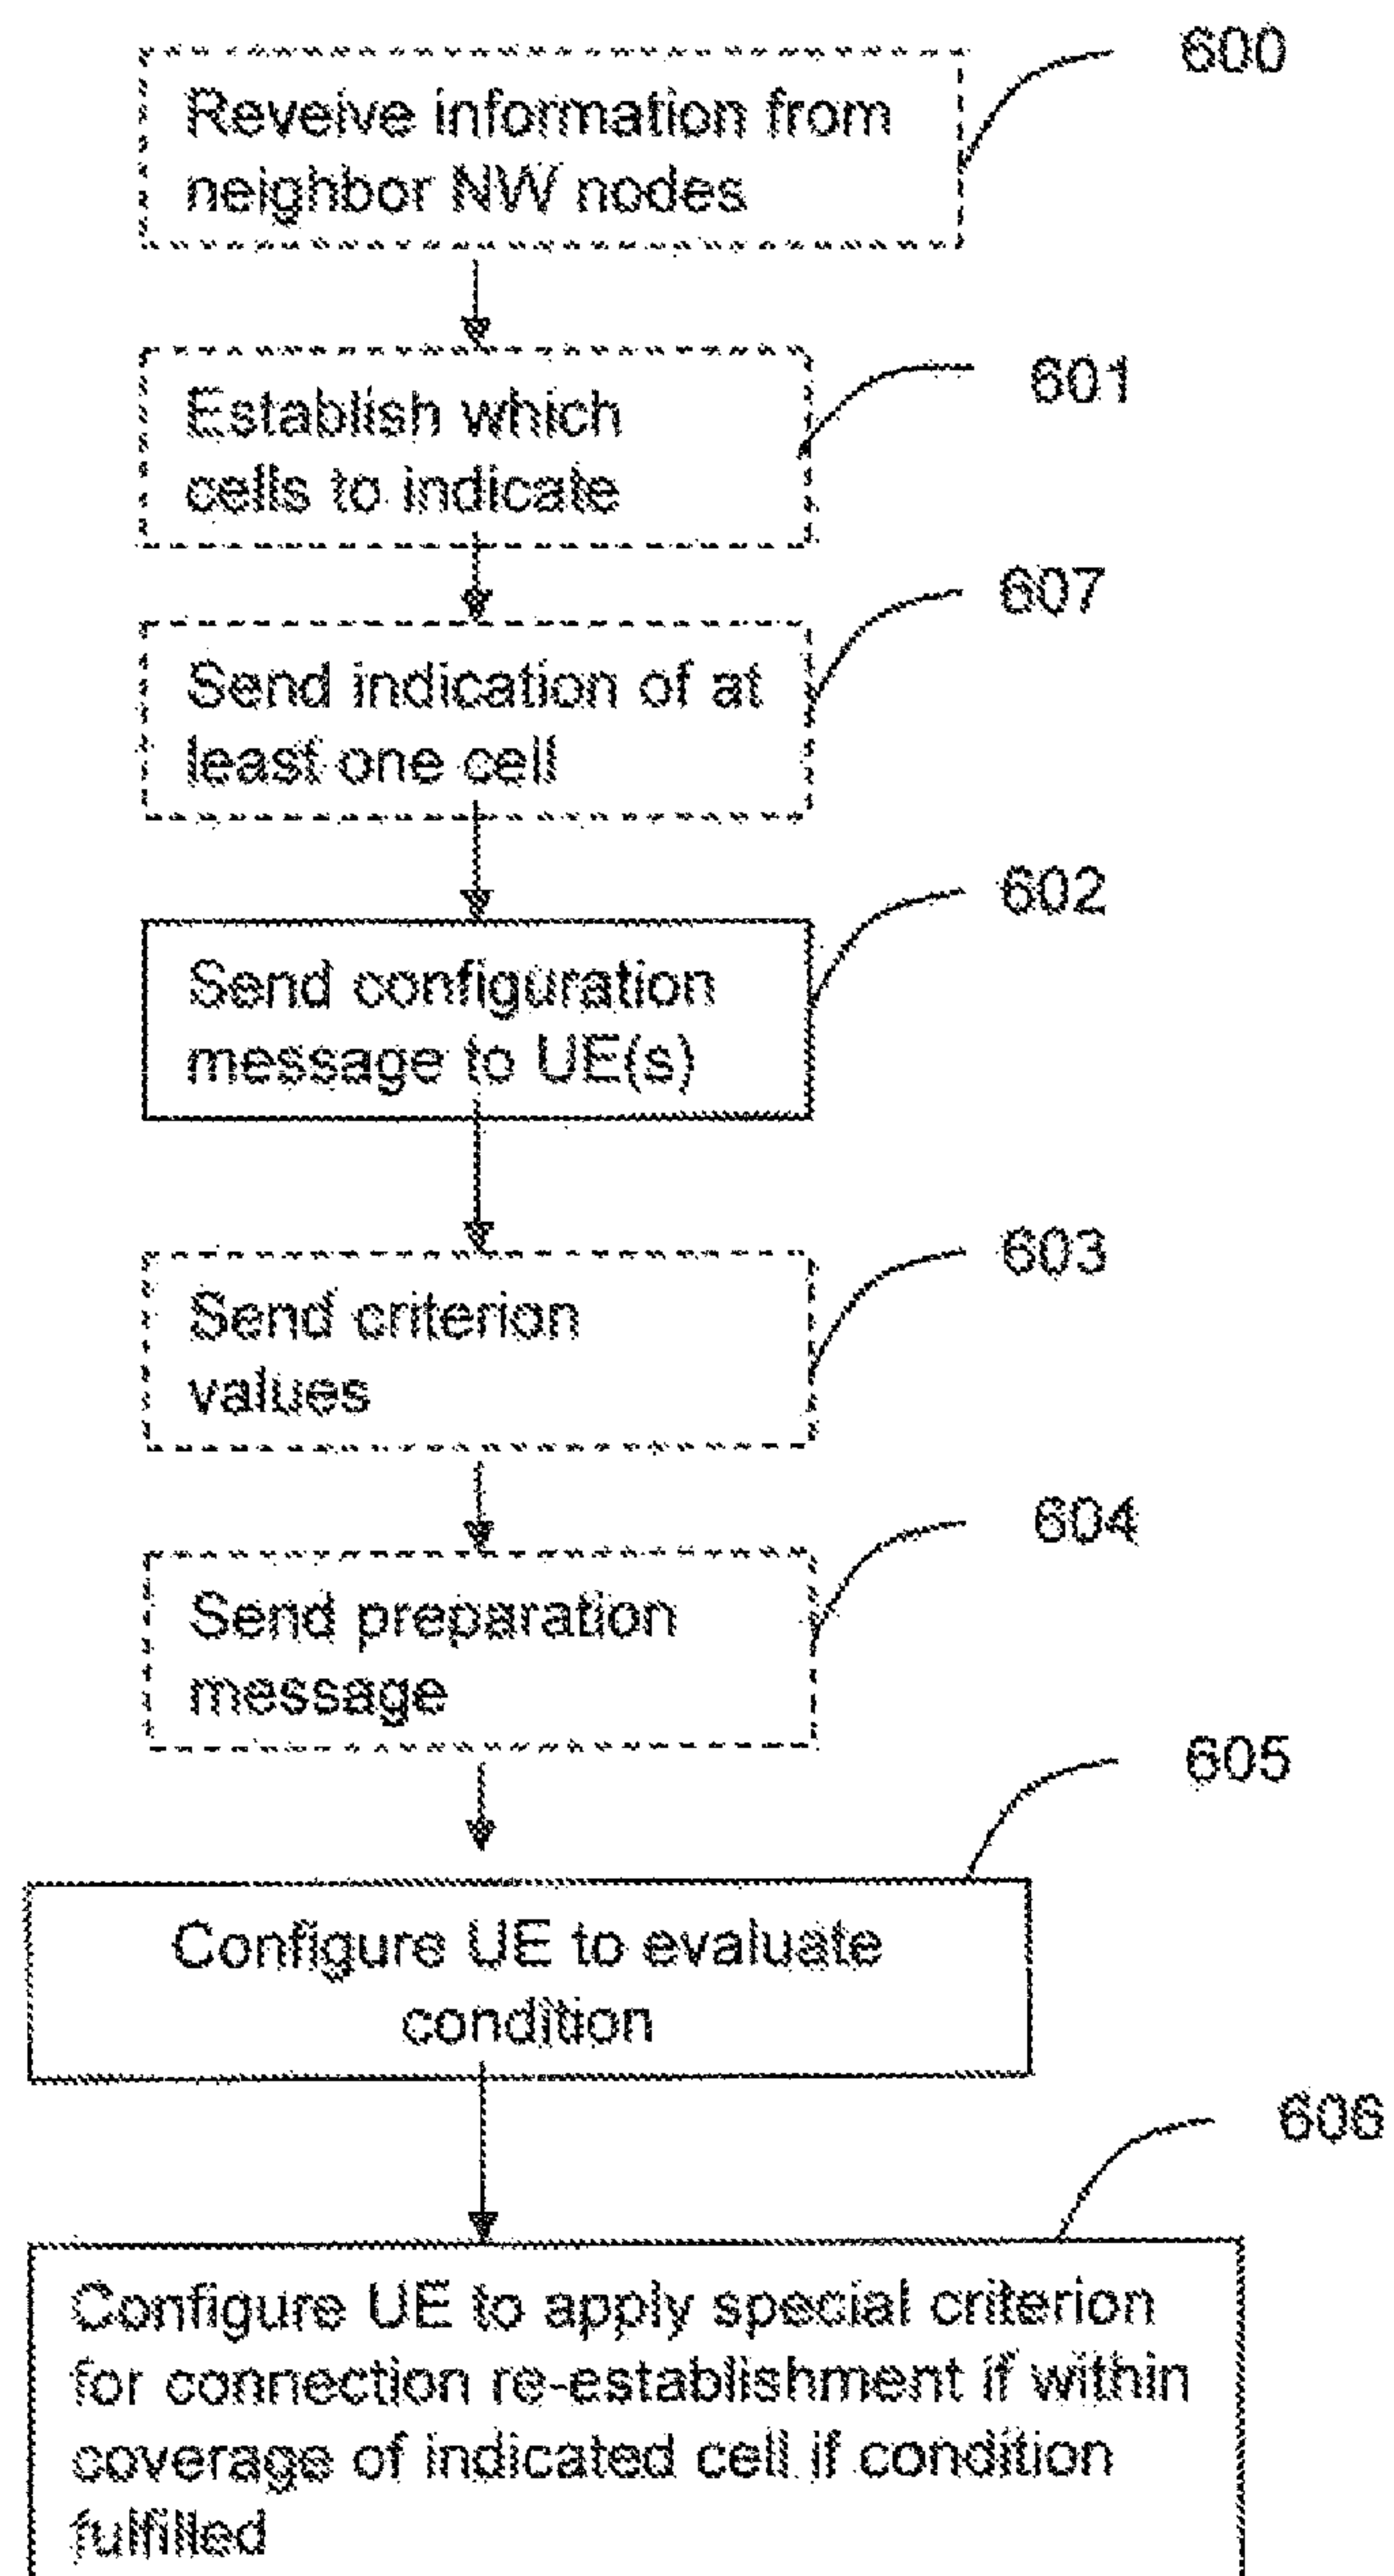 600
Reveive information from
neighbor NW nodes
601
Establish which
cells to indicate
607
Send indication of at
least one cell
602
Send configuration
message to UE(s)
603
Send criterion
values
604
Send preparation
message
605
Configure UE to evaluate
condition
606
Configure UE to apply special criterion
for connection re-establishment if within
coverage of indicated cell if condition
fulfilled